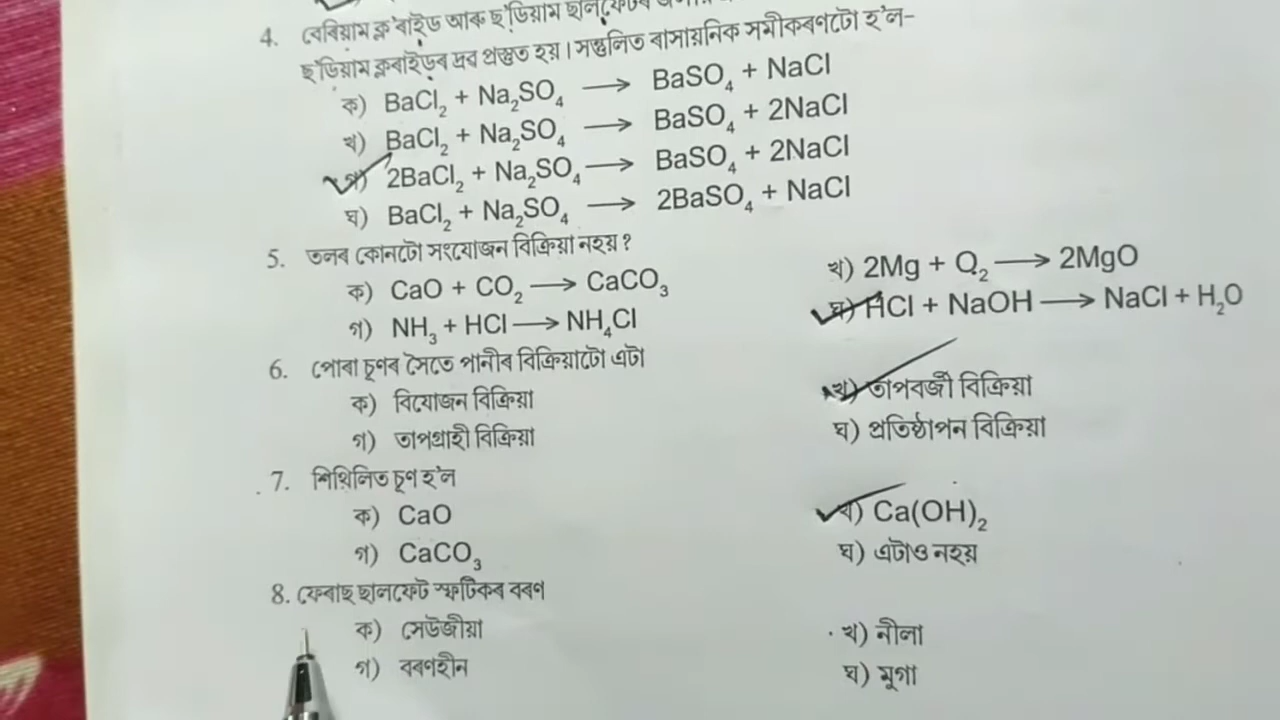 4. বেৰিয়াম ক্ল'ৰাইড আৰু ছ'ডিয়াম ছালফেটৰ
ছ'ডিয়াম ক্লৰাইডৰ দ্ৰব প্ৰস্তুত হয়। সন্তুলিত ৰাসায়নিক সমীকৰণটো হ'ল–
ক) BaCl₂ + Na₂SO₄ ⟶ BaSO₄ + NaCl
খ) BaCl₂ + Na₂SO₄ ⟶ BaSO₄ + 2NaCl
গ) 2BaCl₂ + Na₂SO₄ ⟶ BaSO₄ + 2NaCl
ঘ) BaCl₂ + Na₂SO₄ ⟶ 2BaSO₄ + NaCl
5. তলৰ কোনটো সংযোজন বিক্ৰিয়া নহয়?
ক) CaO + CO₂ ⟶ CaCO₃ খ) 2Mg + O₂ ⟶ 2MgO
গ) NH₃ + HCl ⟶ NH₄Cl ঘ) HCl + NaOH ⟶ NaCl + H₂O
6. পোৰা চূণৰ সৈতে পানীৰ বিক্ৰিয়াটো এটা
ক) বিযোজন বিক্ৰিয়া খ) তাপবৰ্জী বিক্ৰিয়া
গ) তাপগ্ৰাহী বিক্ৰিয়া ঘ) প্ৰতিষ্ঠাপন বিক্ৰিয়া
7. শিথিলিত চূণ হ'ল
ক) CaO খ) Ca(OH)₂
গ) CaCO₃ ঘ) এটাও নহয়
8. ফেৰাছ ছালফেট স্ফটিকৰ বৰণ
ক) সেউজীয়া খ) নীলা
গ) বৰণহীন ঘ) মুগা